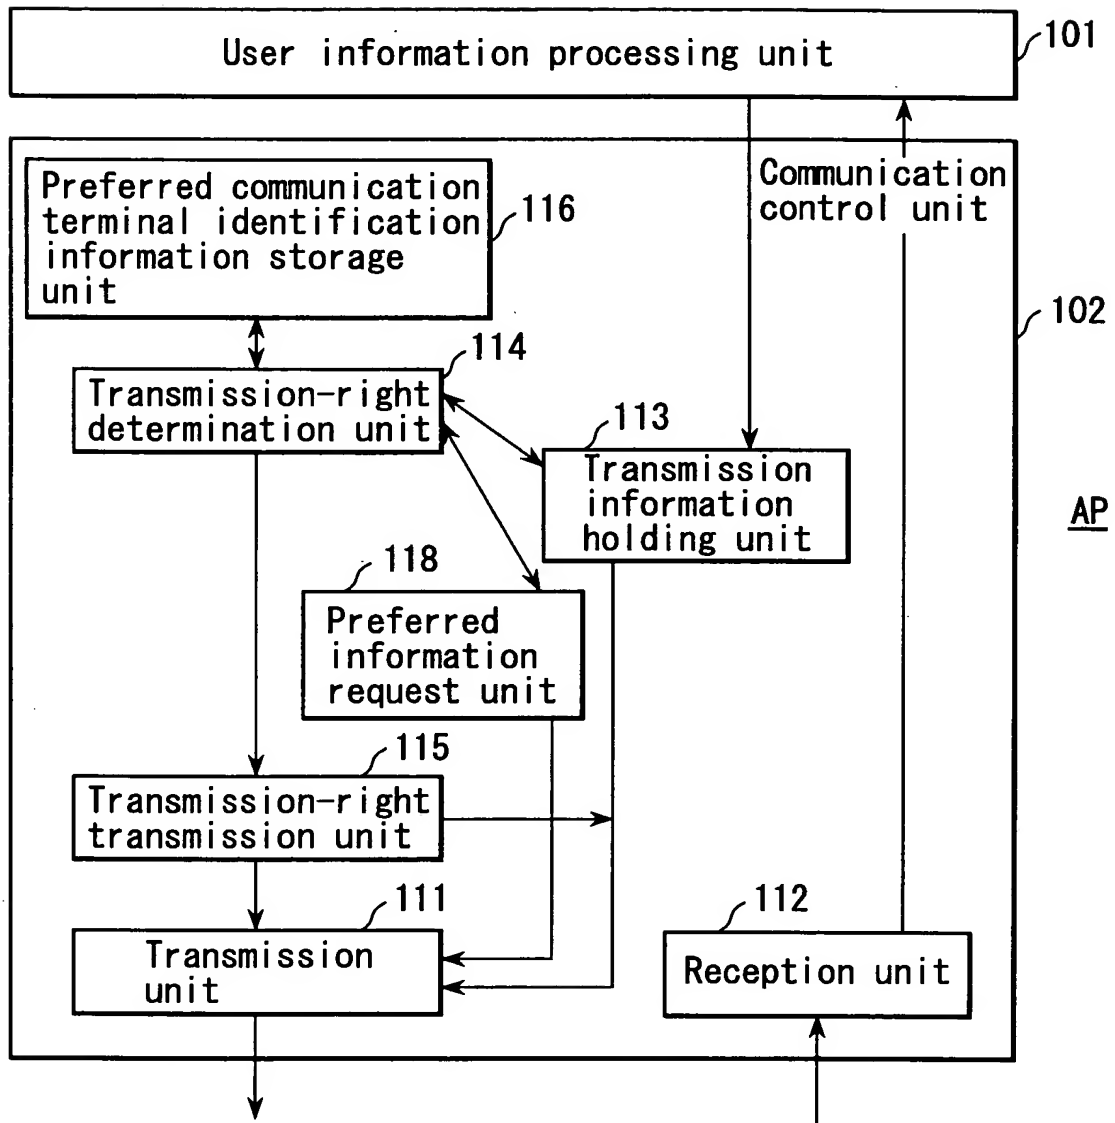 User information processing unit
101
Communication
control unit
Preferred communication
terminal identification
information storage
unit
116
102
114
Transmission-right
determination unit
113
Transmission
information
holding unit
AP
118
Preferred
information
request unit
115
Transmission-right
transmission unit
111
Transmission
unit
112
Reception unit